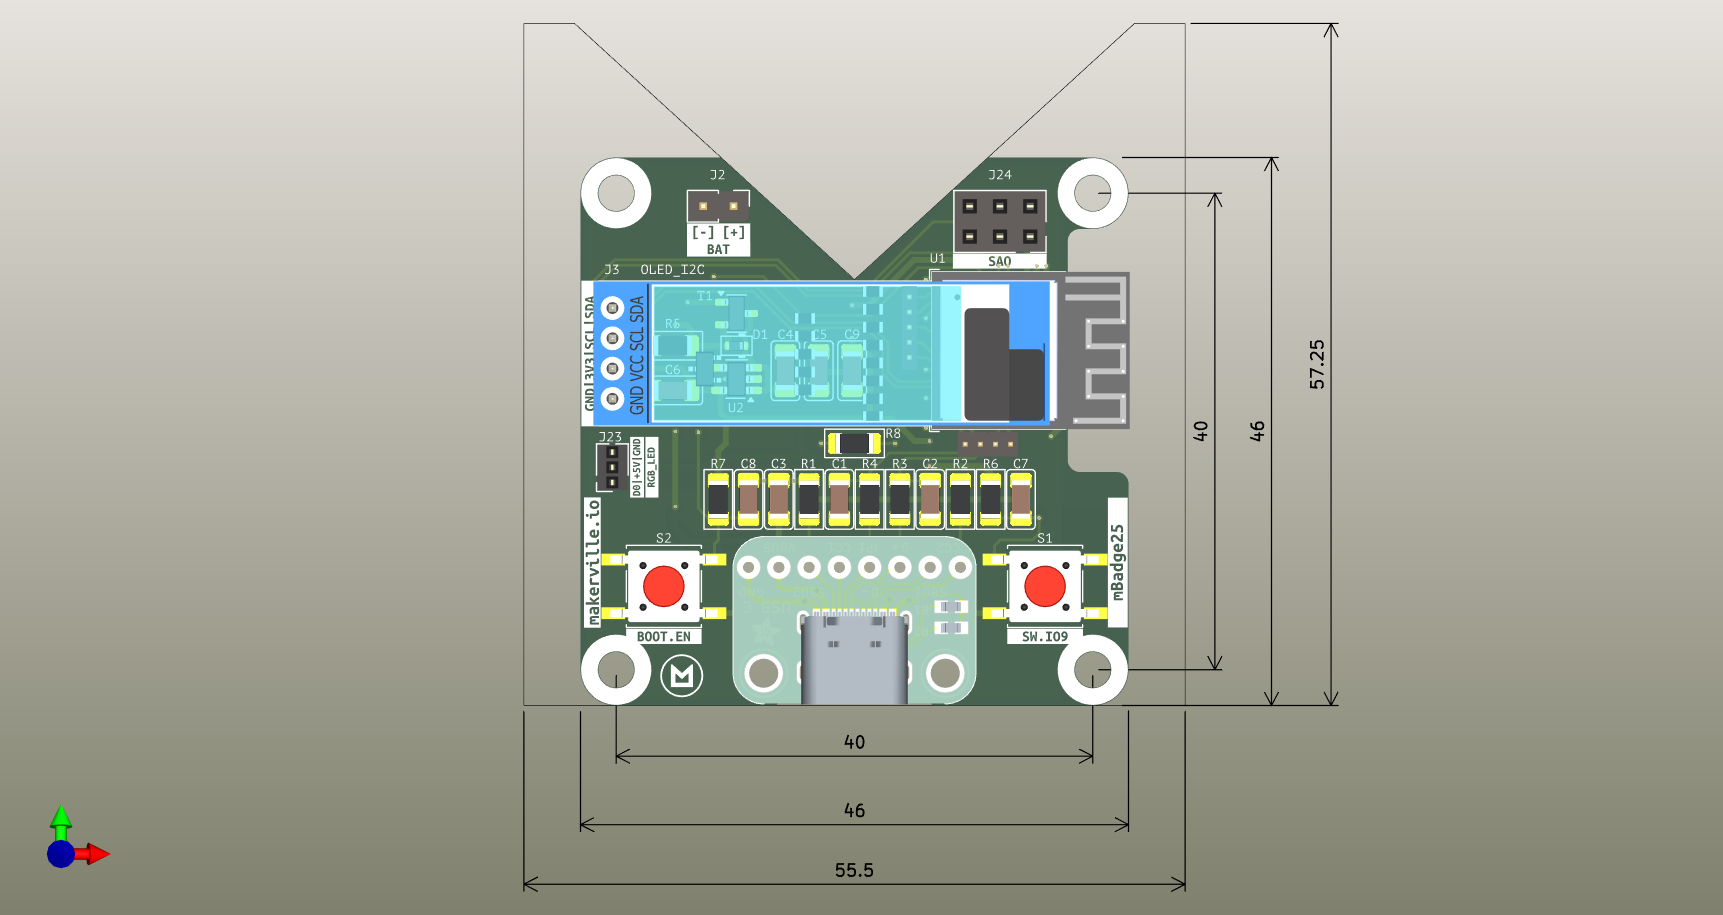 J2
J24
[-] [+]
BAT
SAO
U1
J3
OLED_I2C
GND|3V3|SCL|SDA
GND VCC SCL SDA
T1
R5
D1
C4
C5
C9
C6
U2
R8
J23
D0|+5V|GND
RGB_LED
R7
C8
C3
R1
C1
R4
R3
C2
R2
R6
C7
makerville.io
S2
BOOT.EN
S1
SW.IO9
mBadge25
40
46
57.25
40
46
55.5